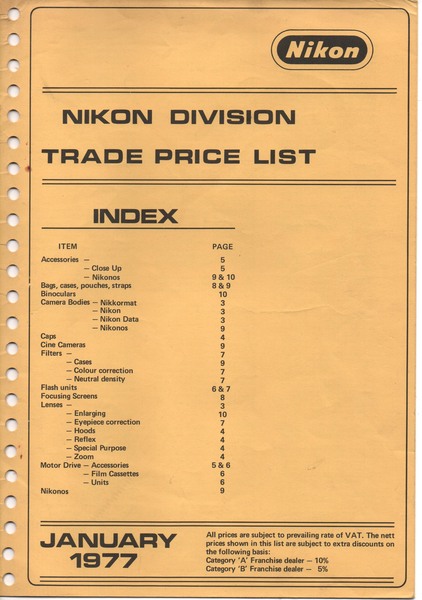 Nikon
NIKON DIVISION
TRADE PRICE LIST
INDEX
ITEM PAGE
Accessories — 5
— Close Up 5
— Nikonos 9 & 10
Bags, cases, pouches, straps 8 & 9
Binoculars 10
Camera Bodies — Nikkormat 3
— Nikon 3
— Nikon Data 3
— Nikonos 9
Caps 4
Cine Cameras 9
Filters — 7
— Cases 9
— Colour correction 7
— Neutral density 7
Flash units 6 & 7
Focusing Screens 8
Lenses — 3
— Enlarging 10
— Eyepiece correction 7
— Hoods 4
— Reflex 4
— Special Purpose 4
— Zoom 4
Motor Drive — Accessories 5 & 6
— Film Cassettes 6
— Units 6
Nikonos 9
JANUARY
1977
All prices are subject to prevailing rate of VAT. The nett
prices shown in this list are subject to extra discounts on
the following basis:
Category 'A' Franchise dealer — 10%
Category 'B' Franchise dealer — 5%